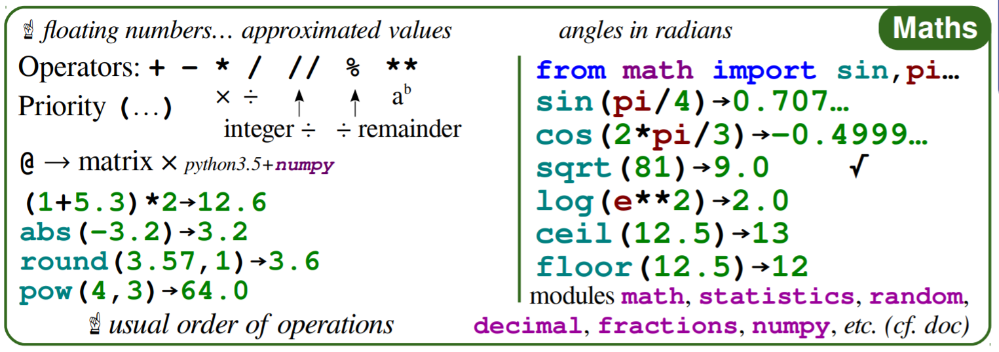 Maths
☝ floating numbers… approximated values
Operators: + - * / // % **
× ÷ aᵇ
Priority (…)
integer ÷ ÷ remainder
@ → matrix × python3.5+numpy
(1+5.3)*2→12.6
abs(-3.2)→3.2
round(3.57,1)→3.6
pow(4,3)→64.0
☝ usual order of operations
angles in radians
from math import sin,pi…
sin(pi/4)→0.707…
cos(2*pi/3)→-0.4999…
sqrt(81)→9.0 √
log(e**2)→2.0
ceil(12.5)→13
floor(12.5)→12
modules math, statistics, random,
decimal, fractions, numpy, etc. (cf. doc)